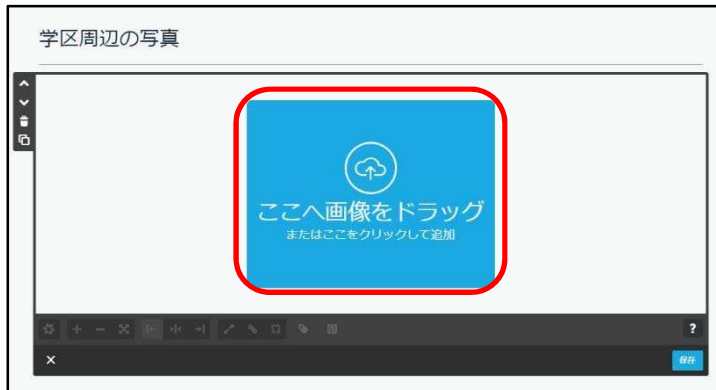 学区周辺の写真
ここへ画像をドラッグ
またはここをクリックして追加
?
保存